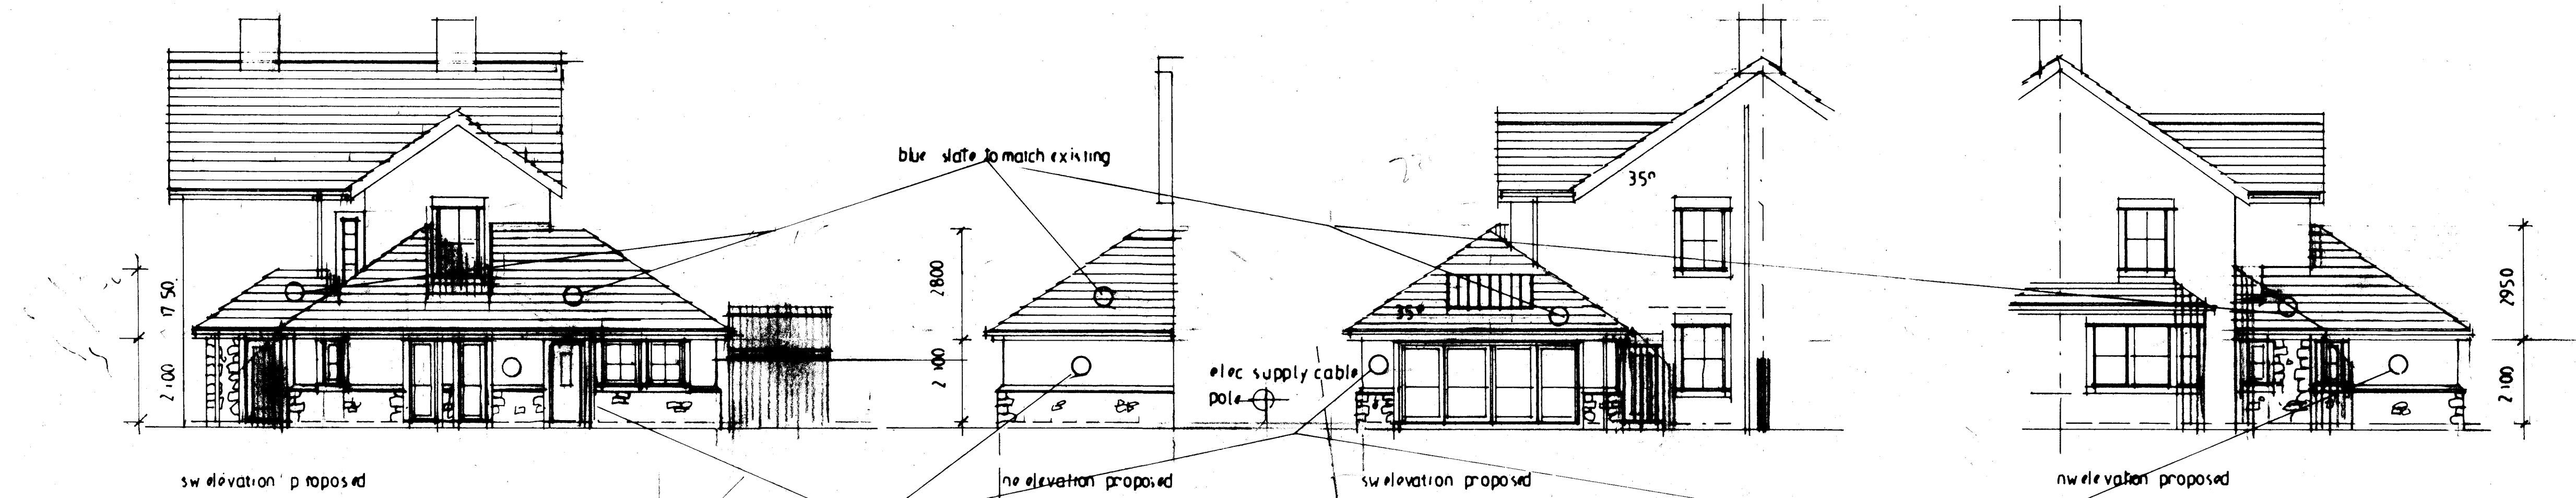 blue slate to match existing
35°
35°
1750.
2100
2800
2100
elec supply cable
pole
2950
2100
sw elevation proposed
ne elevation proposed
sw elevation proposed
nw elevation proposed